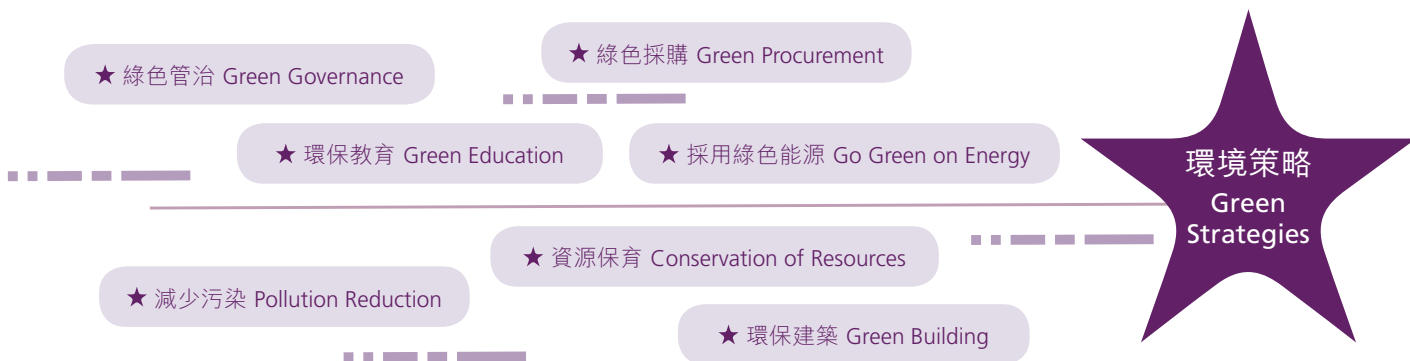 ★ 綠色管治 Green Governance
★ 綠色採購 Green Procurement
★ 環保教育 Green Education
★ 採用綠色能源 Go Green on Energy
環境策略
Green
Strategies
★ 資源保育 Conservation of Resources
★ 減少污染 Pollution Reduction
★ 環保建築 Green Building